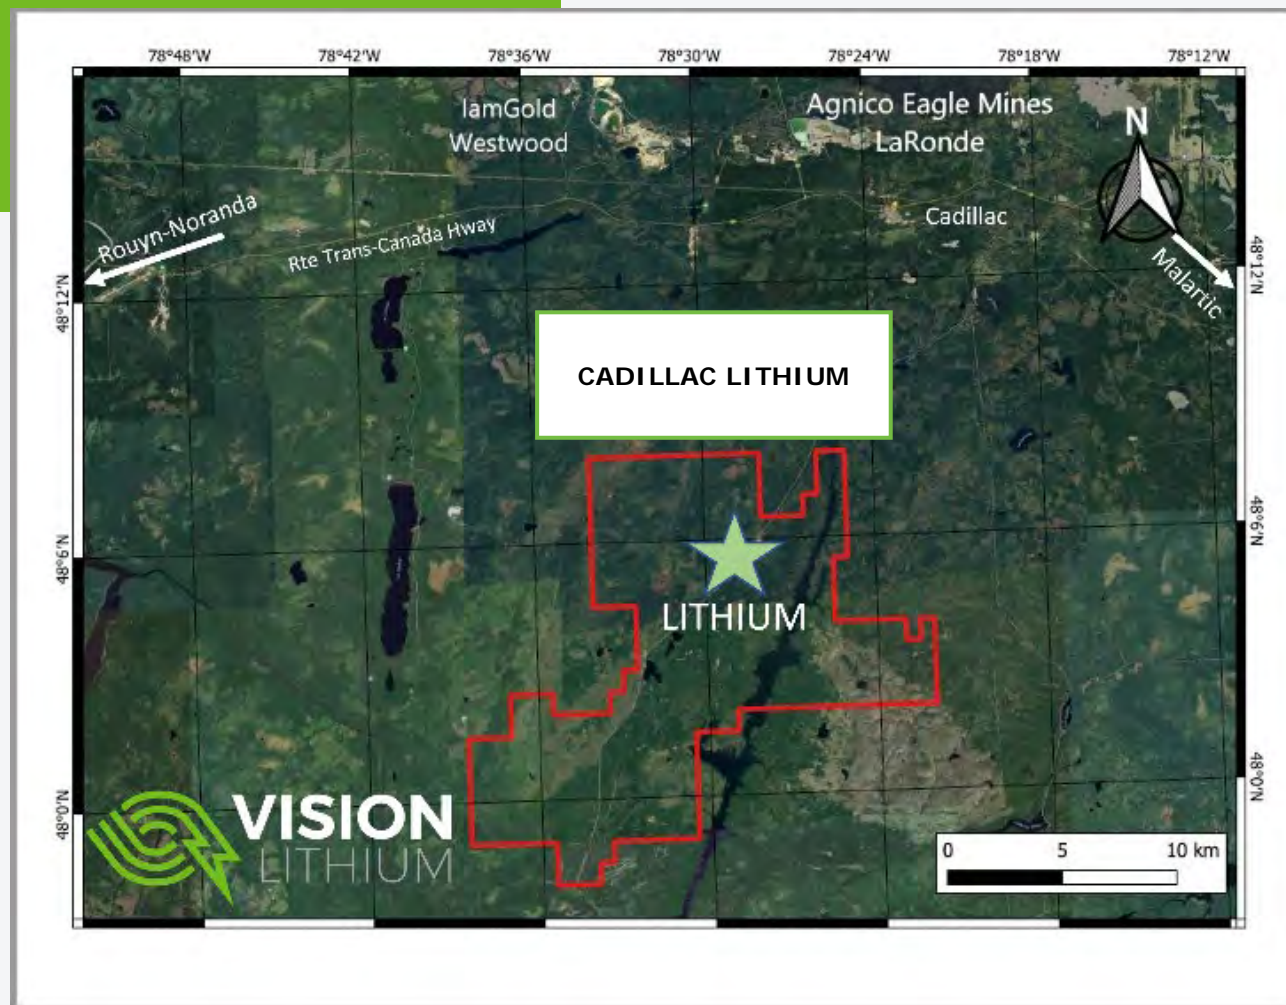 78°48'W 78°42'W 78°36'W 78°30'W 78°24'W 78°18'W 78°12'W
IamGold
Westwood
Agnico Eagle Mines
LaRonde
N
Rouyn-Noranda
Rte Trans-Canada Hway
Cadillac
Malartic
48°12'N
48°12'N
CADILLAC LITHIUM
48°6'N
48°6'N
LITHIUM
48°0'N
48°0'N
VISION
LITHIUM
0 5 10 km